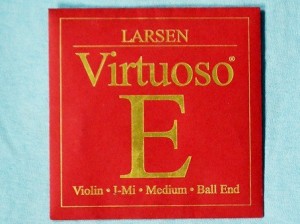 LARSEN
Virtuoso®
E
Violin • I-Mi • Medium • Ball End